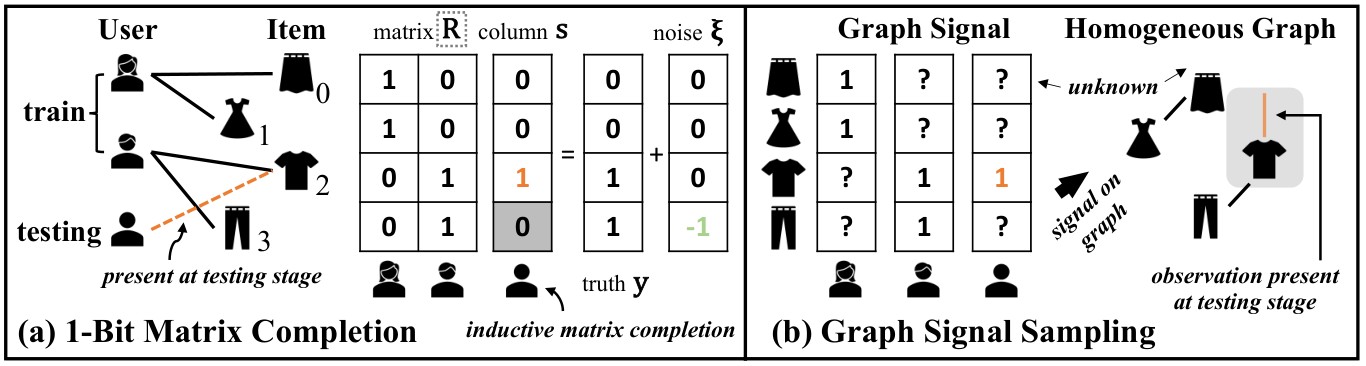 User
Item
train
testing
0
1
2
3
present at testing stage
matrix R column s
noise ξ
1 0 0 0 0
1 0 0 = 0 + 0
0 1 1 1 0
0 1 0 1 -1
truth y
inductive matrix completion
(a) 1-Bit Matrix Completion
Graph Signal
Homogeneous Graph
1 ? ?
1 ? ?
? 1 1
? 1 ?
unknown
signal on
graph
observation present
at testing stage
(b) Graph Signal Sampling